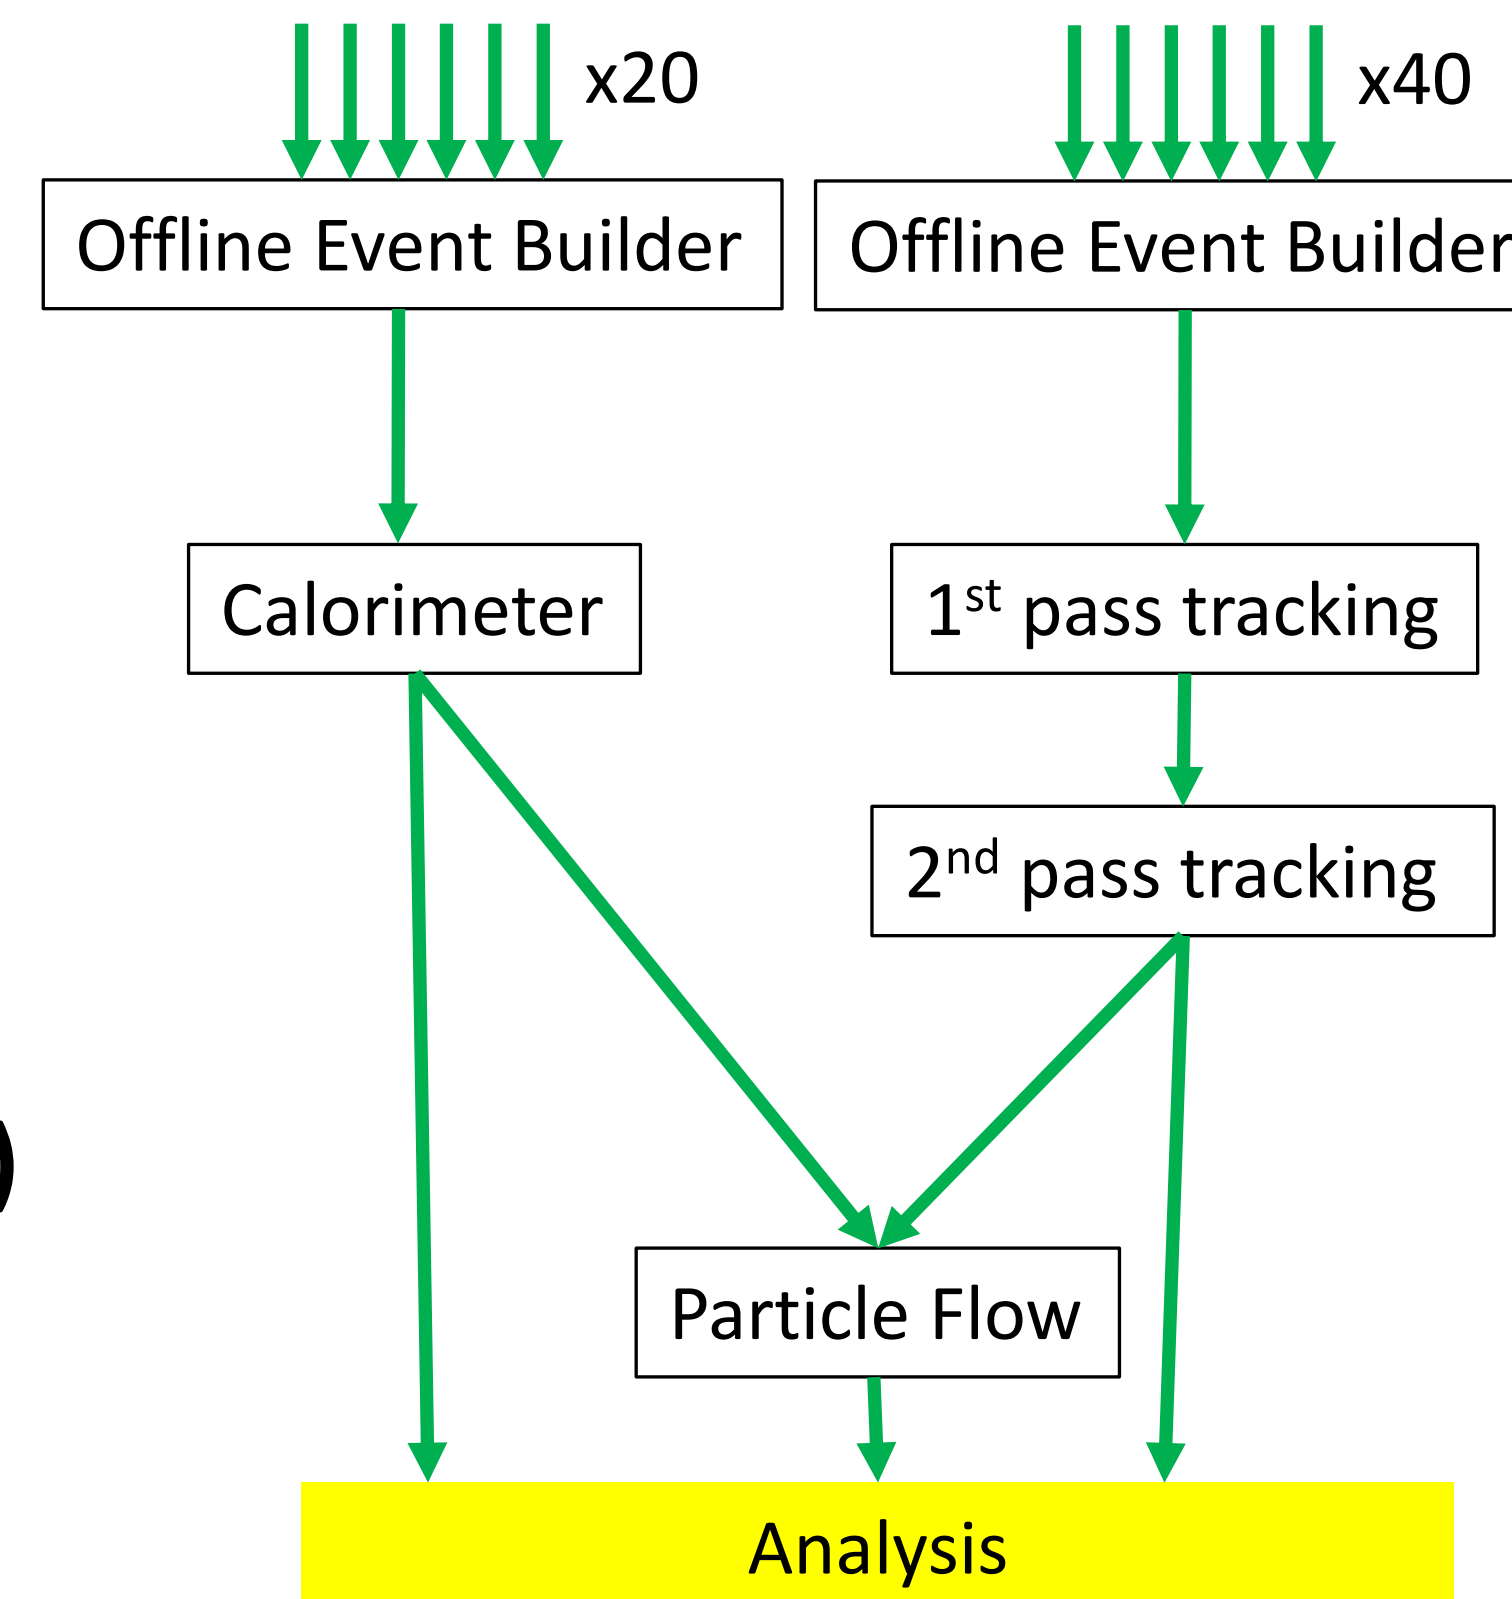 x20
x40
Offline Event Builder
Offline Event Builder
Calorimeter
1st pass tracking
2nd pass tracking
)
Particle Flow
Analysis